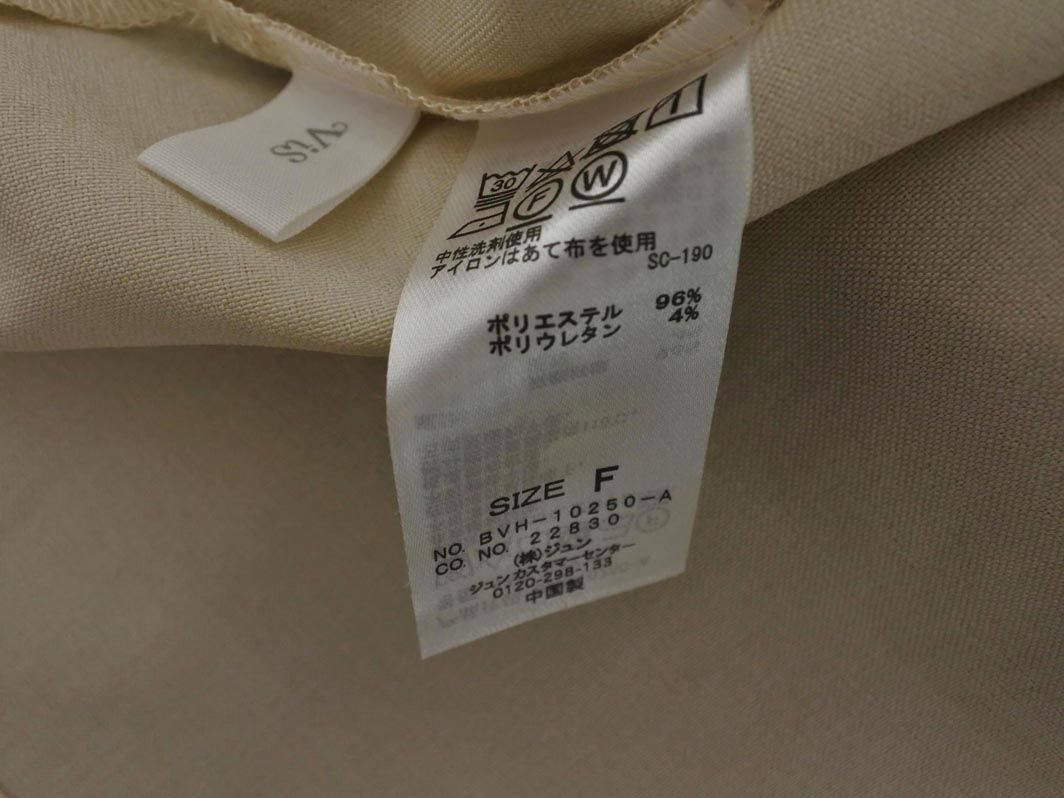 ViS
30
F
W
中性洗剤使用
アイロンはあて布を使用
SC-190
ポリエステル 96%
ポリウレタン 4%
SIZE F
NO. BVH-10250-A
CO. NO. 22830
(株)ジュン
ジュンカスタマーセンター
0120-298-133
中国製